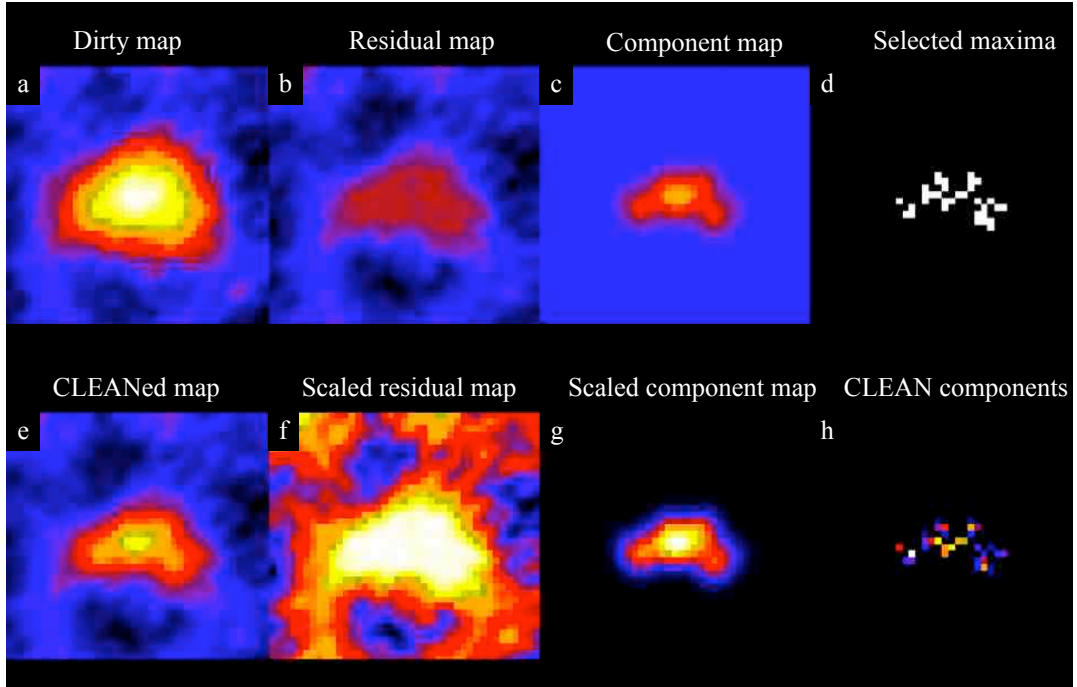 Dirty map
Residual map
Component map
Selected maxima
a
b
c
d
CLEANed map
Scaled residual map
Scaled component map
CLEAN components
e
f
g
h